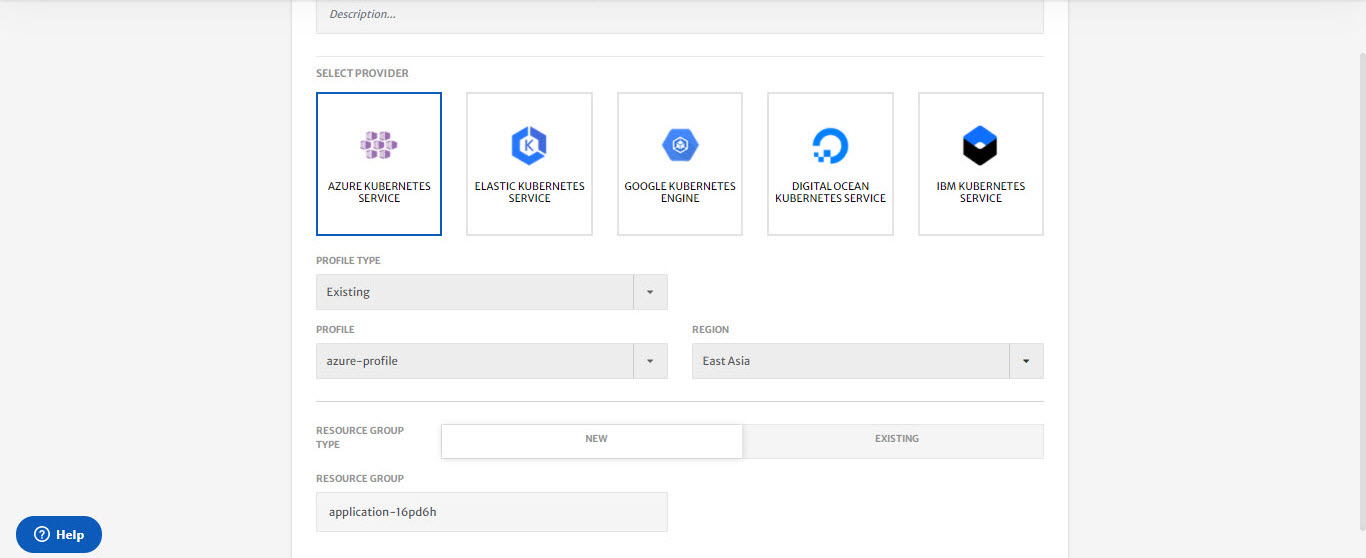 Description...
SELECT PROVIDER
AZURE KUBERNETES
SERVICE
ELASTIC KUBERNETES
SERVICE
GOOGLE KUBERNETES
ENGINE
DIGITAL OCEAN
KUBERNETES SERVICE
IBM KUBERNETES
SERVICE
PROFILE TYPE
Existing
PROFILE
REGION
azure-profile
East Asia
RESOURCE GROUP
TYPE
NEW
EXISTING
RESOURCE GROUP
application-16pd6h
Help